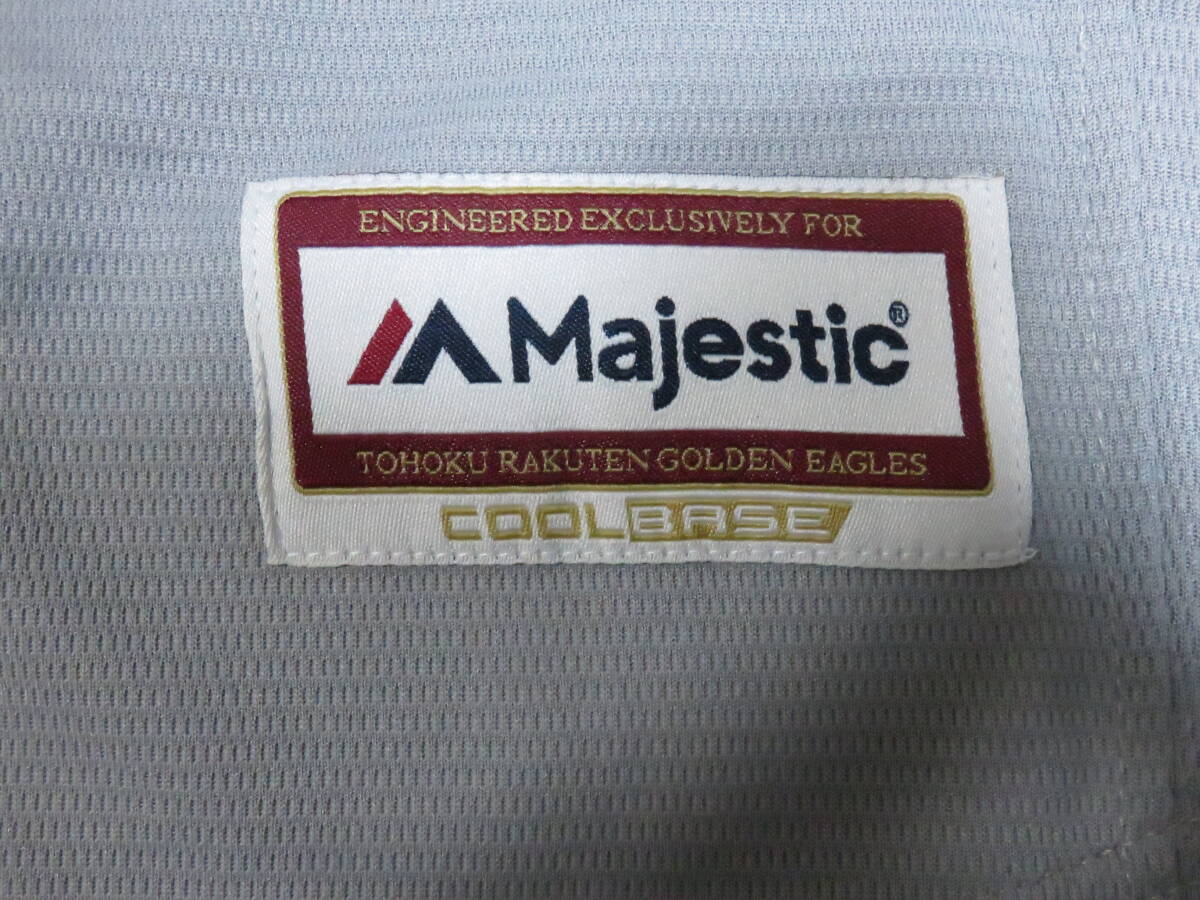 ENGINEERED EXCLUSIVELY FOR
Majestic®
TOHOKU RAKUTEN GOLDEN EAGLES
COOLBASE